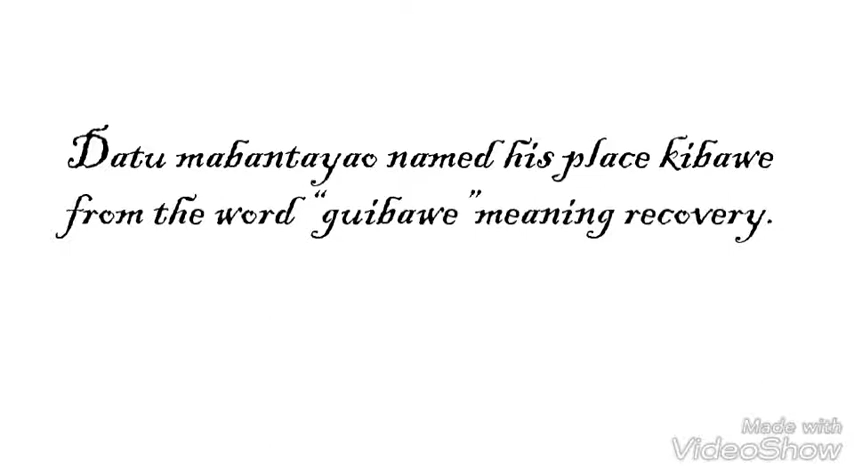 Datu mabantayao named his place kibawe
from the word “guibawe ”meaning recovery.
Made with
VideoShow